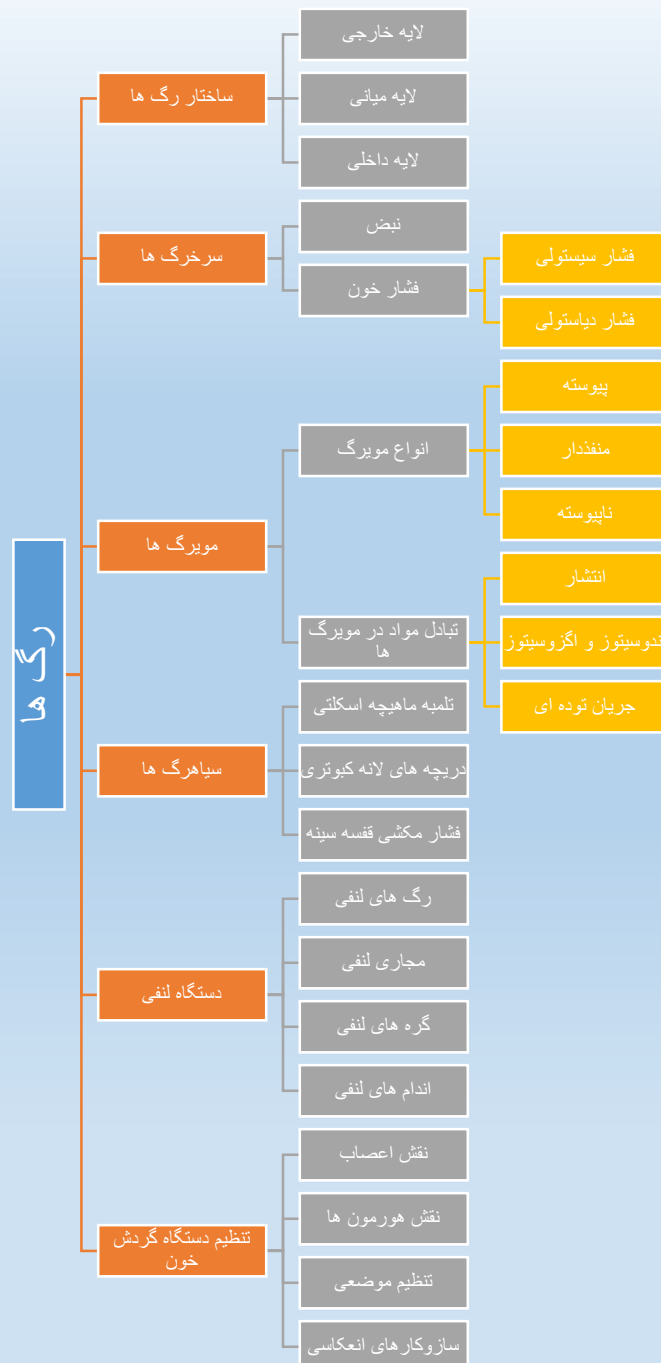 رگ ها
ساختار رگ ها
لایه خارجی
لایه میانی
لایه داخلی
سرخرگ ها
نبض
فشار خون
فشار سیستولی
فشار دیاستولی
مویرگ ها
انواع مویرگ
پیوسته
منفذدار
ناپیوسته
تبادل مواد در مویرگ
ها
انتشار
ندوسیتوز و اگزوسیتوز
جریان توده ای
سیاهرگ ها
تلمبه ماهیچه اسکلتی
دریچه های لانه کبوتری
فشار مکشی قفسه سینه
دستگاه لنفی
رگ های لنفی
مجاری لنفی
گره های لنفی
اندام های لنفی
تنظیم دستگاه گردش
خون
نقش اعصاب
نقش هورمون ها
تنظیم موضعی
سازوکارهای انعکاسی